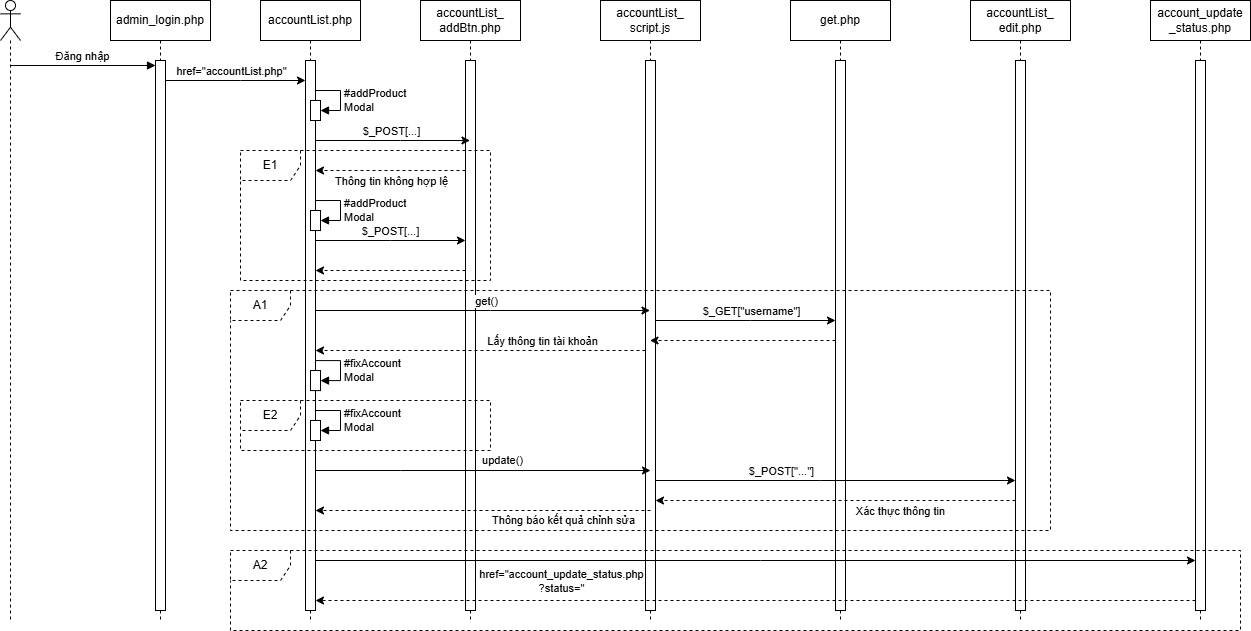 admin_login.php
accountList.php
accountList_
addBtn.php
accountList_
script.js
get.php
accountList_
edit.php
account_update
_status.php
Đăng nhập
href="accountList.php"
#addProduct
Modal
$_POST[...]
E1
Thông tin không hợp lệ
#addProduct
Modal
$_POST[...]
A1
get()
$_GET["username"]
Lấy thông tin tài khoản
#fixAccount
Modal
E2
#fixAccount
Modal
update()
$_POST["..."]
Xác thực thông tin
Thông báo kết quả chỉnh sửa
A2
href="account_update_status.php
?status="